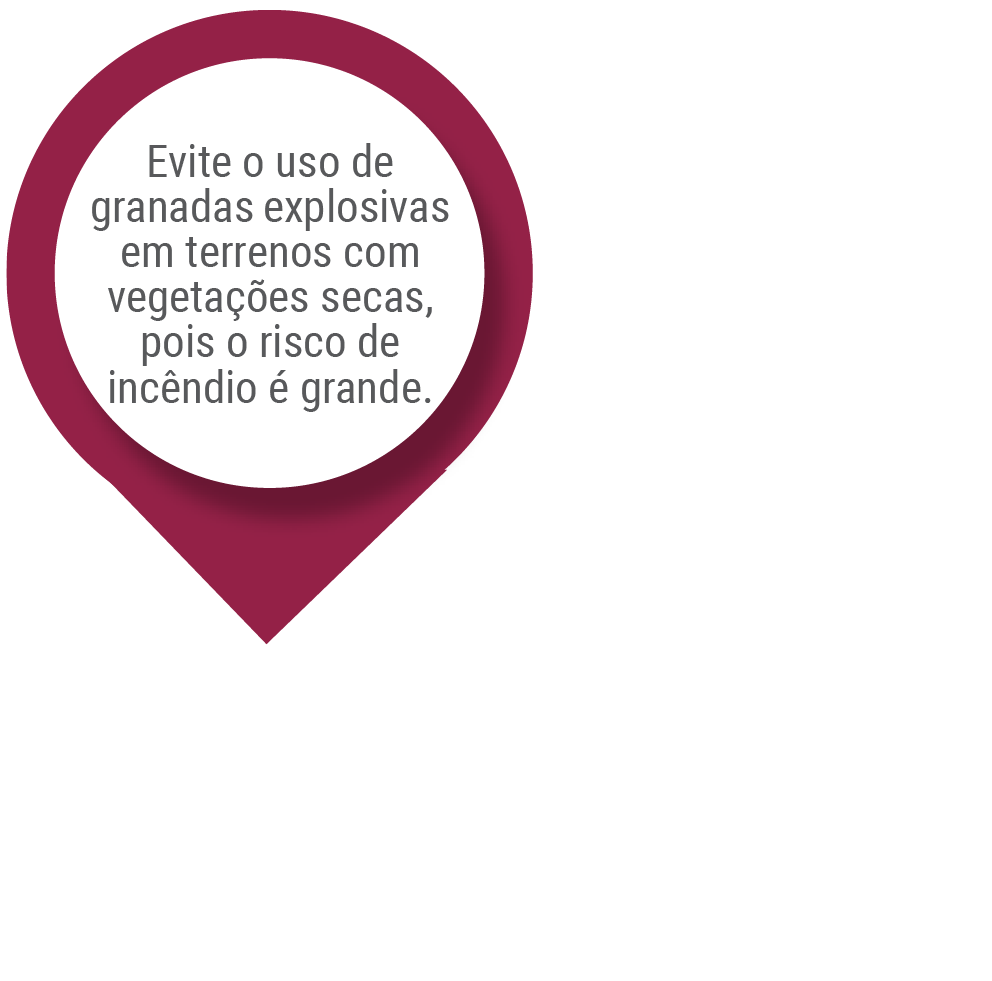 Evite o uso de
granadas explosivas
em terrenos com
vegetações secas,
pois o risco de
incêndio é grande.